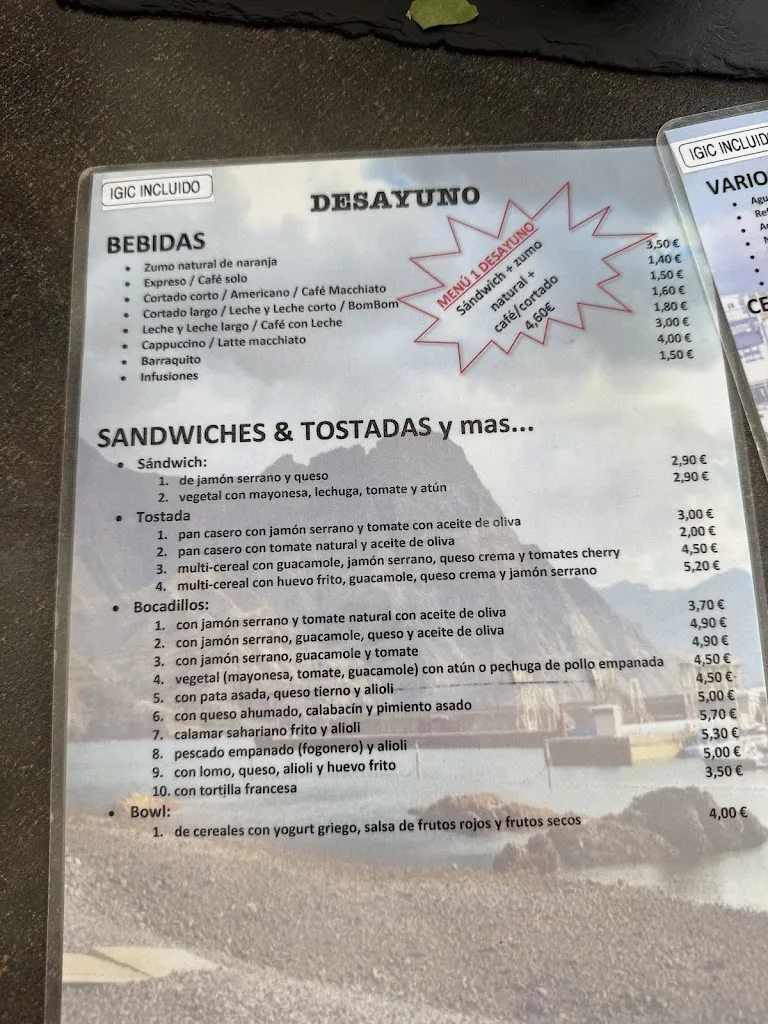 IGIC INCLUIDO
DESAYUNO
BEBIDAS
• Zumo natural de naranja 3,50 €
• Expreso / Café solo 1,40 €
• Cortado corto / Americano / Café Macchiato 1,50 €
• Cortado largo / Leche y Leche corto / BomBom 1,60 €
• Leche y Leche largo / Café con Leche 1,80 €
• Cappuccino / Latte macchiato 3,00 €
• Barraquito 4,00 €
• Infusiones 1,50 €
MENÚ 1 DESAYUNO
Sándwich + zumo
natural +
café/cortado
4,60€
SANDWICHES & TOSTADAS y mas...
• Sándwich:
1. de jamón serrano y queso 2,90 €
2. vegetal con mayonesa, lechuga, tomate y atún 2,90 €
• Tostada
1. pan casero con jamón serrano y tomate con aceite de oliva 3,00 €
2. pan casero con tomate natural y aceite de oliva 2,00 €
3. multi-cereal con guacamole, jamón serrano, queso crema y tomates cherry 4,50 €
4. multi-cereal con huevo frito, guacamole, queso crema y jamón serrano 5,20 €
• Bocadillos:
1. con jamón serrano y tomate natural con aceite de oliva 3,70 €
2. con jamón serrano, guacamole, queso y aceite de oliva 4,90 €
3. con jamón serrano, guacamole y tomate 4,90 €
4. vegetal (mayonesa, tomate, guacamole) con atún o pechuga de pollo empanada 4,50 €
5. con pata asada, queso tierno y alioli 4,50 €
6. con queso ahumado, calabacín y pimiento asado 5,00 €
7. calamar sahariano frito y alioli 5,70 €
8. pescado empanado (fogonero) y alioli 5,30 €
9. con lomo, queso, alioli y huevo frito 5,00 €
10. con tortilla francesa 3,50 €
• Bowl:
1. de cereales con yogurt griego, salsa de frutos rojos y frutos secos 4,00 €
IGIC INCLUID
VARIO
• Agu
• Ref
CE